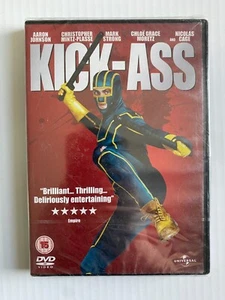 AARON JOHNSON CHRISTOPHER MINTZ-PLASSE MARK STRONG CHLOË GRACE MORETZ AND NICOLAS CAGE
KICK-ASS
"Brilliant... Thrilling...
Deliriously entertaining"
★★★★★
Empire
15
DVD
VIDEO
UNIVERSAL